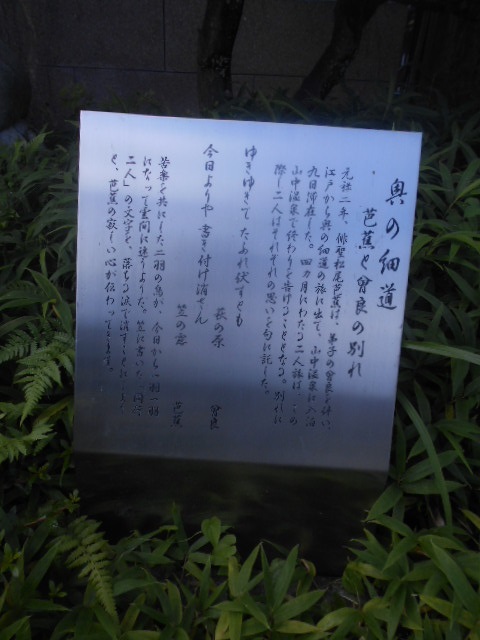 奥の細道
芭蕉と曾良の別れ
元禄二年、俳聖松尾芭蕉は、弟子の曾良を伴い、
江戸から奥の細道の旅に出て、山中温泉に八泊
九日滞在した。四カ月にわたる二人旅は、この
山中温泉で終わりを告げることとなる。別れに
際し二人はそれぞれの思いを句に記した。
ゆきゆきて たふれ伏すとも 萩の原
曾良
今日よりや 書き付け消さん 笠の露
芭蕉
苦楽を共にした二羽の鳥が、今日から一羽一羽
になって雲間に迷うようだ。笠に書いた「同行
二人」の文字を、落ちる涙で消すことにしよう
と、芭蕉の寂しい心が伝わってきます。